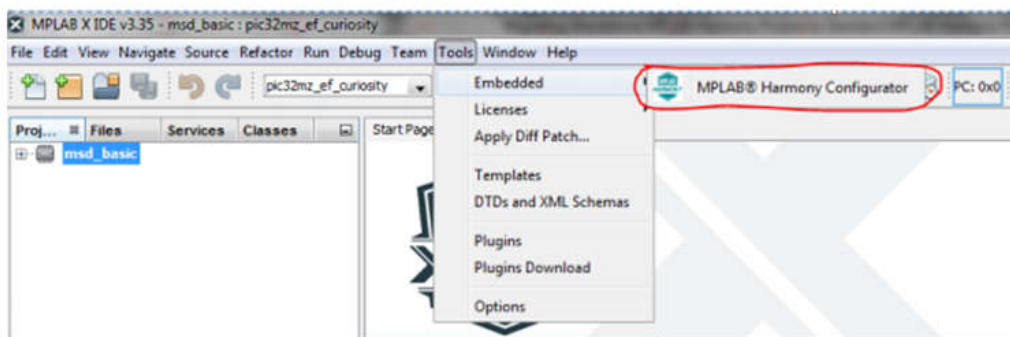 MPLAB X IDE v3.35 - msd_basic : pic32mz_ef_curiosity
File Edit View Navigate Source Refactor Run Debug Team Tools Window Help
pic32mz_ef_curiosity
PC: 0x0
Proj... Files Services Classes
Start Page
msd_basic
Embedded
MPLAB® Harmony Configurator
Licenses
Apply Diff Patch...
Templates
DTDs and XML Schemas
Plugins
Plugins Download
Options